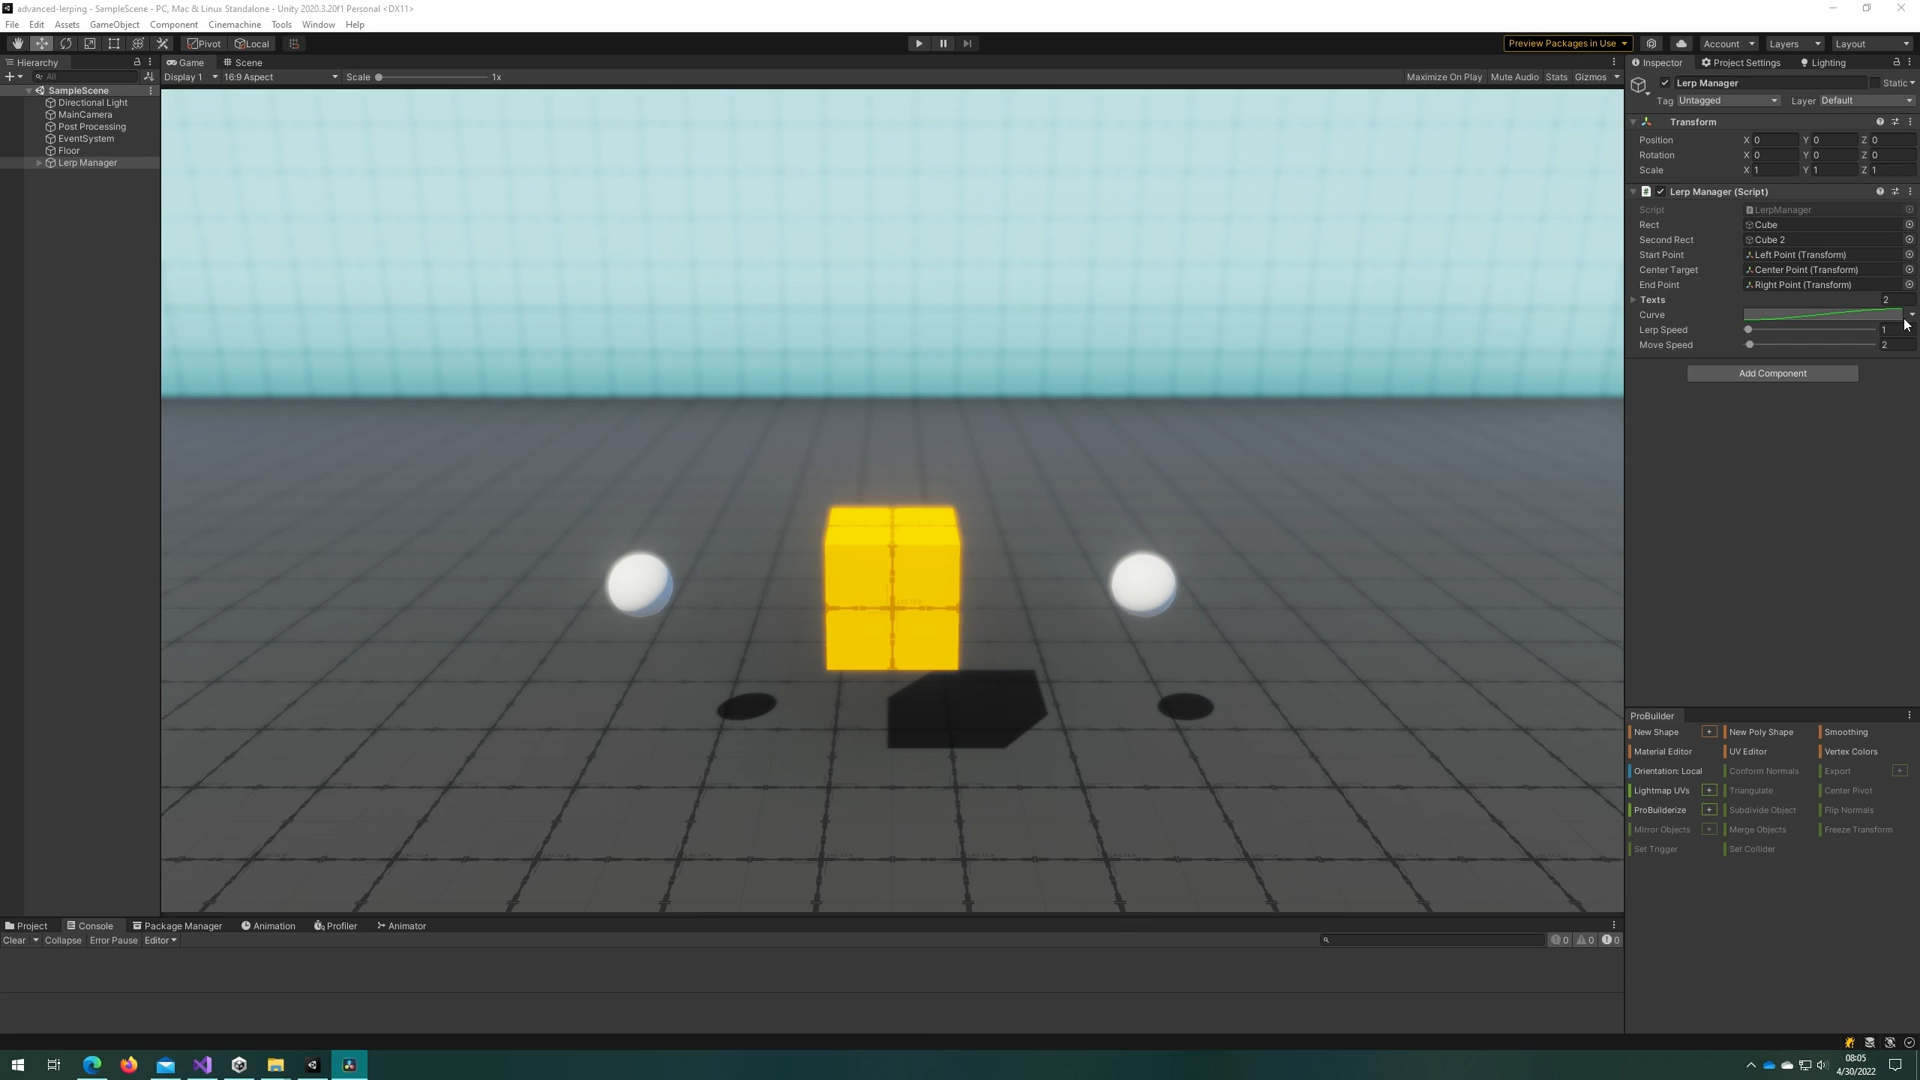 advanced-lerping - SampleScene - PC, Mac & Linux Standalone - Unity 2020.3.20f1 Personal <DX11>
File Edit Assets GameObject Component Cinemachine Tools Window Help
Pivot Local Preview Packages in Use Account Layers Layout
Hierarchy
All
SampleScene
Directional Light
MainCamera
Post Processing
EventSystem
Floor
Lerp Manager
Game Scene
Display 1 16:9 Aspect Scale 1x Maximize On Play Mute Audio Stats Gizmos
Inspector Project Settings Lighting
Lerp Manager Static
Tag Untagged Layer Default
Transform
Position X 0 Y 0 Z 0
Rotation X 0 Y 0 Z 0
Scale X 1 Y 1 Z 1
# Lerp Manager (Script)
Script LerpManager
Rect Cube
Second Rect Cube 2
Start Point Left Point (Transform)
Center Target Center Point (Transform)
End Point Right Point (Transform)
Texts 2
Curve
Lerp Speed 1
Move Speed 2
Add Component
ProBuilder
New Shape + New Poly Shape Smoothing
Material Editor UV Editor Vertex Colors
Orientation: Local Conform Normals Export +
Lightmap UVs + Triangulate Center Pivot
ProBuilderize + Subdivide Object Flip Normals
Mirror Objects + Merge Objects Freeze Transform
Set Trigger Set Collider
Project Console Package Manager Animation Profiler Animator
Clear Collapse Error Pause Editor 0 0 0
08:05
4/30/2022